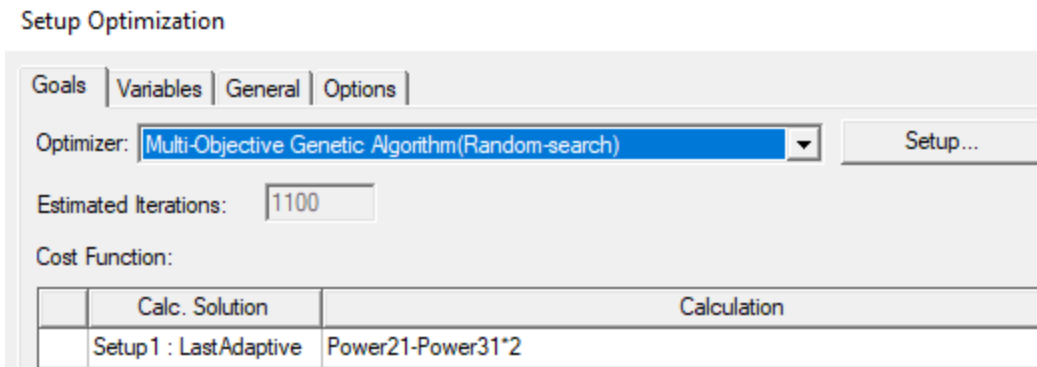 Setup Optimization
Goals Variables General Options
Optimizer: Multi-Objective Genetic Algorithm(Random-search) Setup...
Estimated Iterations: 1100
Cost Function:
Calc. Solution Calculation
Setup1 : LastAdaptive Power21-Power31*2